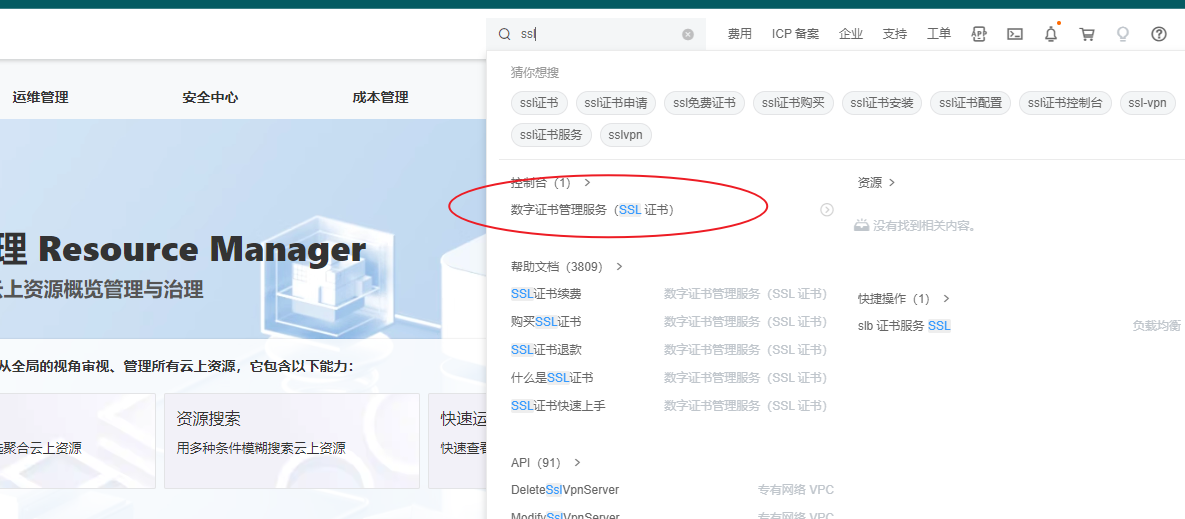 ssl
费用 ICP 备案 企业 支持 工单
猜你想搜
ssl证书 ssl证书申请 ssl免费证书 ssl证书购买 ssl证书安装 ssl证书配置 ssl证书控制台 ssl-vpn
ssl证书服务 sslvpn
运维管理 安全中心 成本管理
控制台（1）
数字证书管理服务（SSL 证书）
资源
没有找到相关内容。
理 Resource Manager
云上资源概览管理与治理
帮助文档（3809）
SSL证书续费 数字证书管理服务（SSL 证书）
购买SSL证书 数字证书管理服务（SSL 证书）
SSL证书退款 数字证书管理服务（SSL 证书）
什么是SSL证书 数字证书管理服务（SSL 证书）
SSL证书快速上手 数字证书管理服务（SSL 证书）
快捷操作（1）
slb 证书服务 SSL 负载均衡
从全局的视角审视、管理所有云上资源，它包含以下能力：
聚合云上资源
资源搜索
用多种条件模糊搜索云上资源
快速运
快速查看
API（91）
DeleteSslVpnServer 专有网络 VPC
ModifySslVpnServer 专有网络 VPC